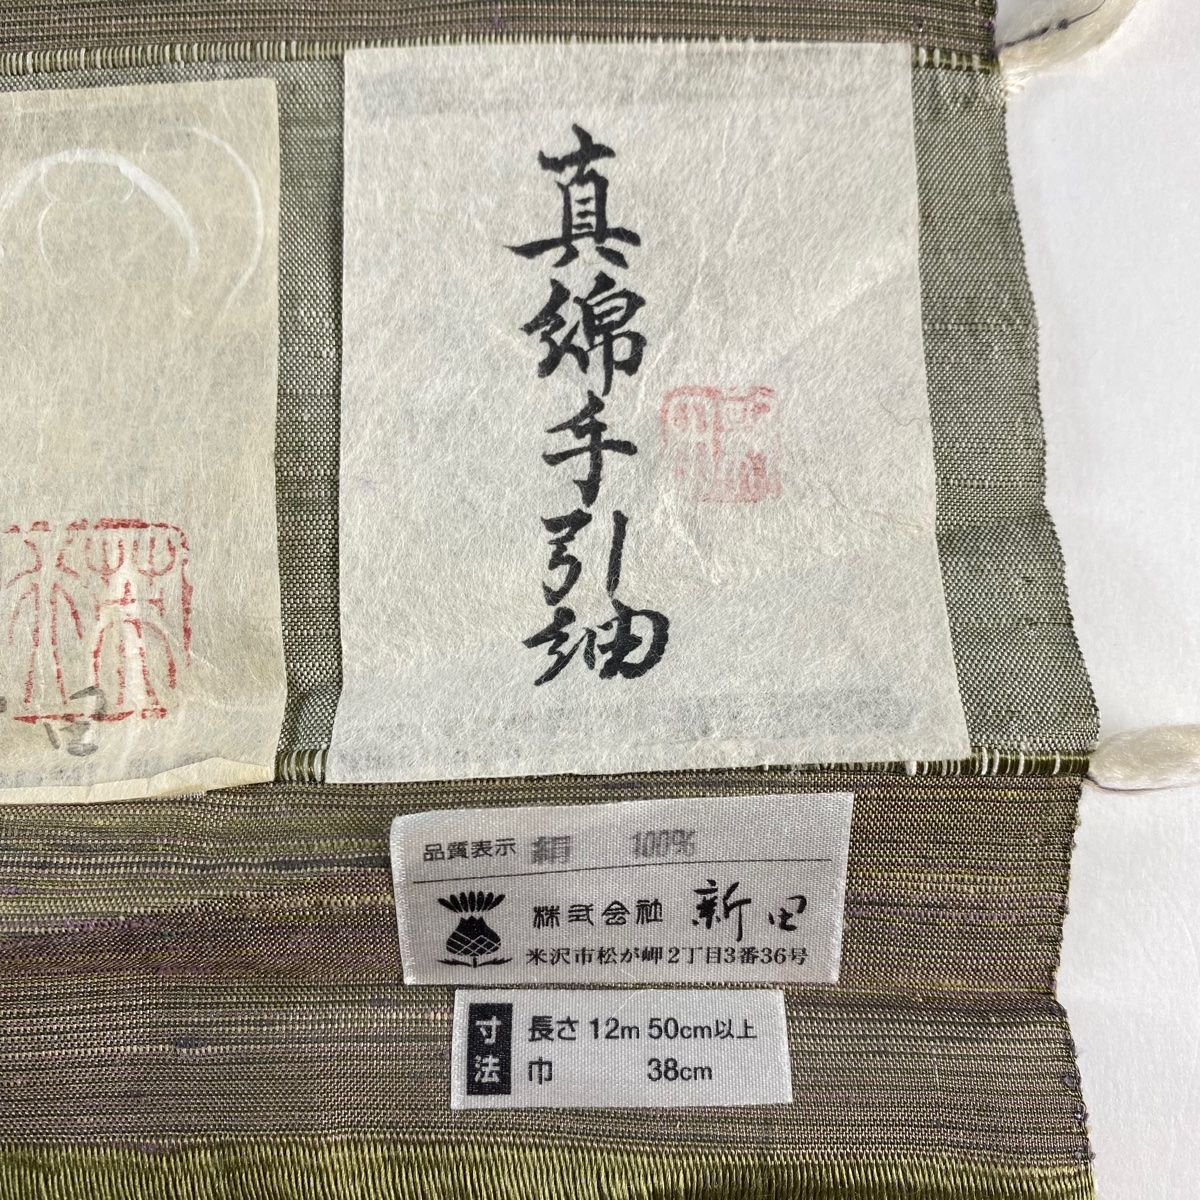 真綿手引紬
品質表示 絹 100%
株式会社 新田
米沢市松が岬2丁目3番36号
寸法
長さ 12m 50cm以上
巾 38cm